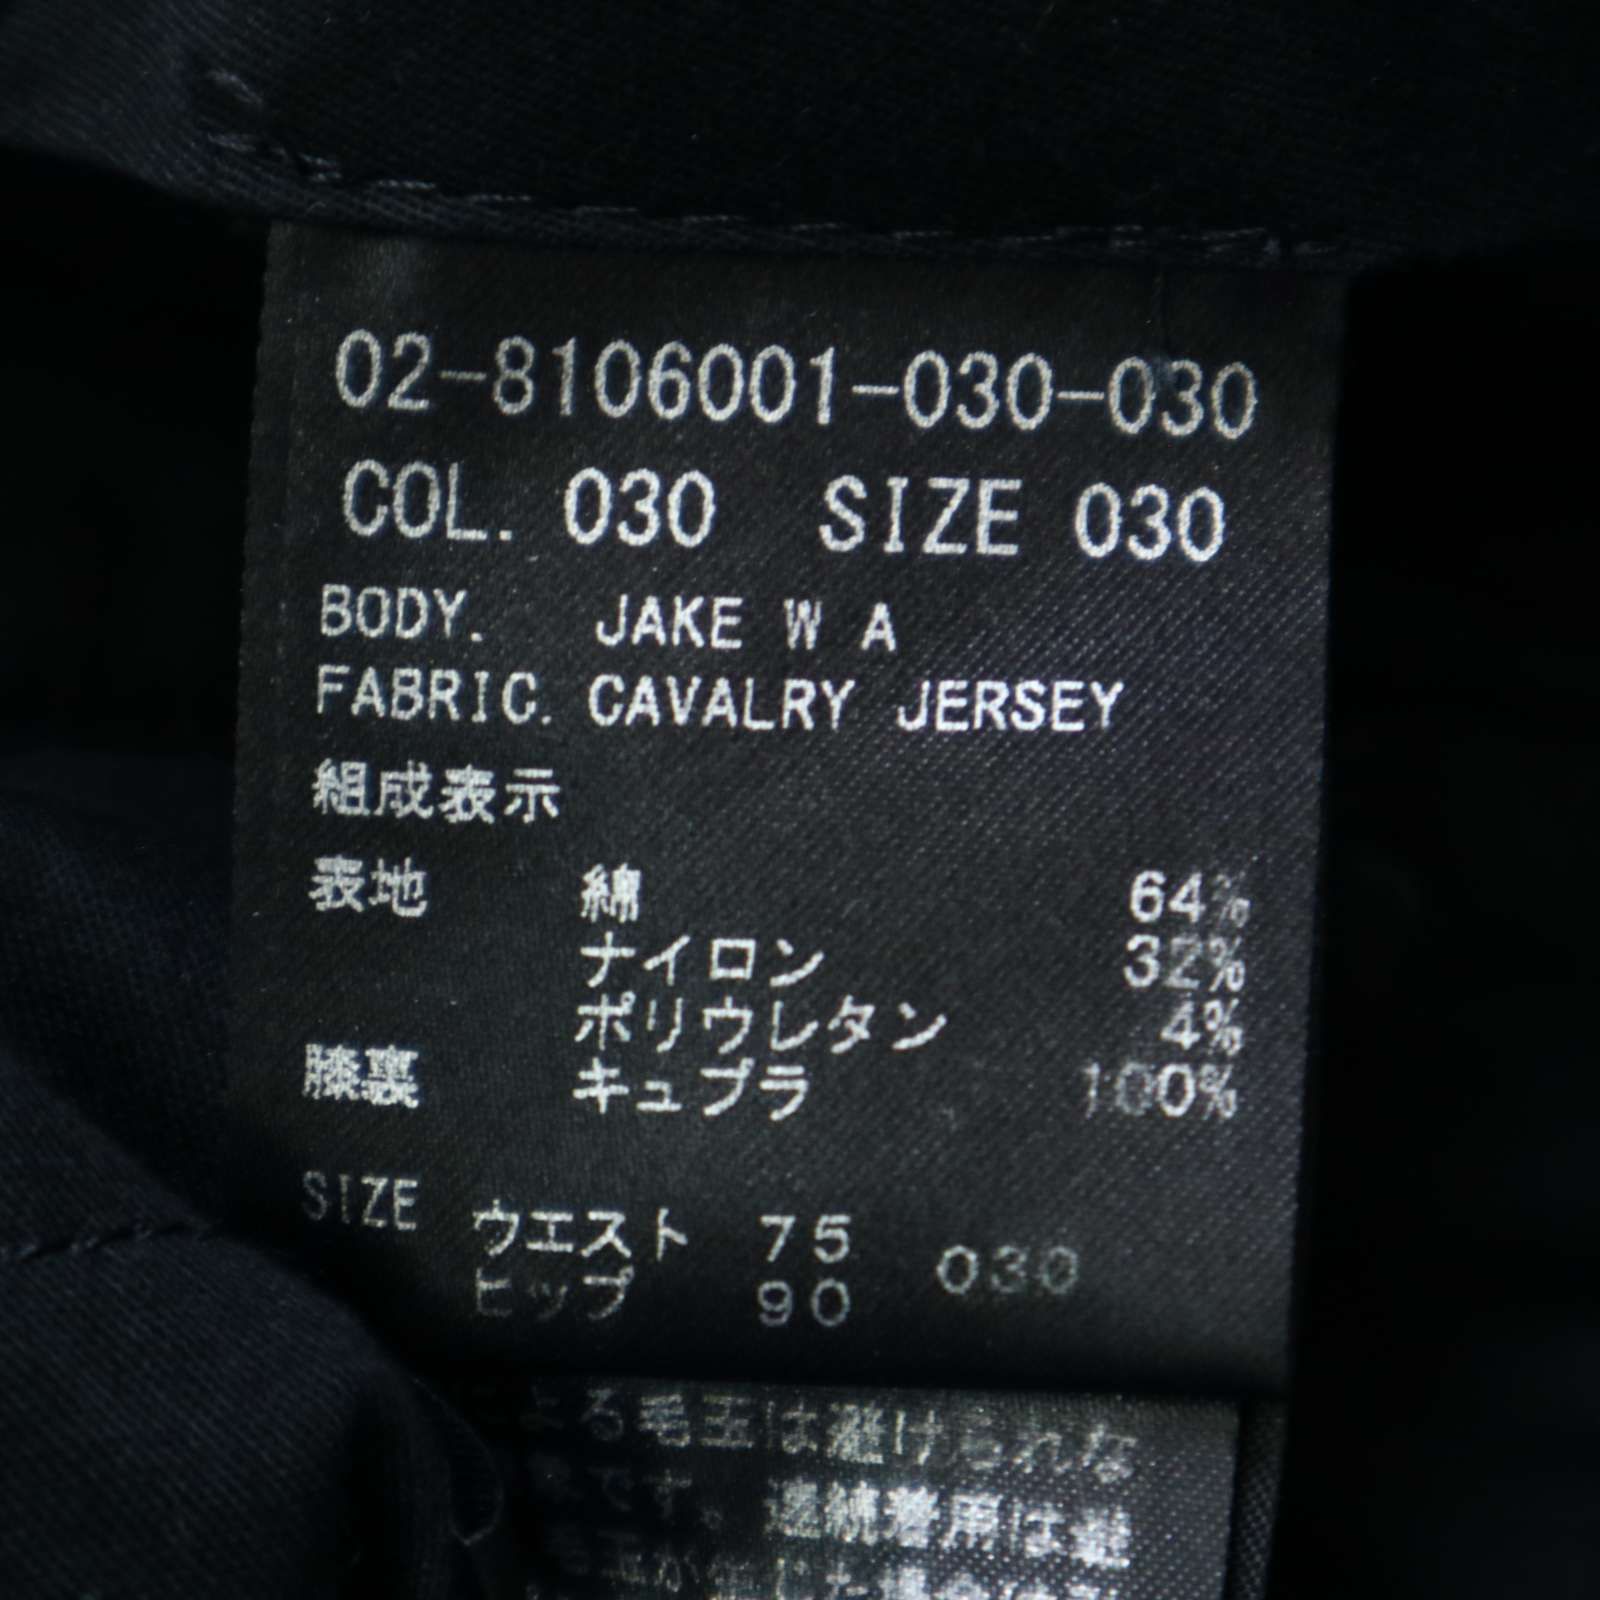 02-8106001-030-030
COL. 030 SIZE 030
BODY. JAKE W A
FABRIC. CAVALRY JERSEY
組成表示
表地 綿 64%
ナイロン 32%
ポリウレタン 4%
膝裏 キュプラ 100%
SIZE ウエスト 75 030
ヒップ 90
よる毛玉は避けられな
です。連続着用は避